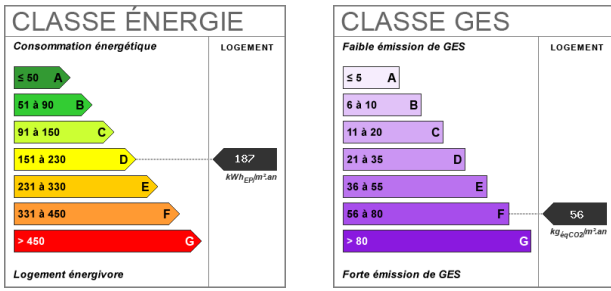 CLASSE ÉNERGIE
Consommation énergétique
LOGEMENT
≤ 50 A
51 à 90 B
91 à 150 C
151 à 230 D
187
kWhEP/m².an
231 à 330 E
331 à 450 F
> 450 G
Logement énergivore
CLASSE GES
Faible émission de GES
LOGEMENT
≤ 5 A
6 à 10 B
11 à 20 C
21 à 35 D
36 à 55 E
56 à 80 F
56
kgéqCO2/m².an
> 80 G
Forte émission de GES